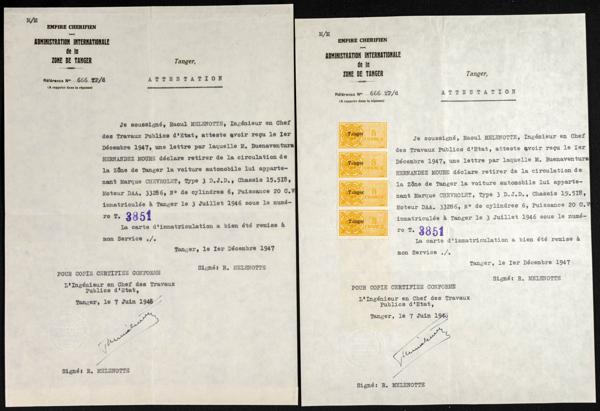 N/H
EMPIRE CHERIFIEN
ADMINISTRATION INTERNATIONALE
de la
ZONE DE TANGER
Tanger,
Référence N° 666 TP/d
(A rappeler dans la réponse)
ATTESTATION
Je soussigné, Raoul MELENOTTE, Ingénieur en Chef
des Travaux Publics d'Etat, atteste avoir reçu le 1er
Décembre 1947, une lettre par laquelle M. Buenaventura
HERNANDEZ MOURE déclare retirer de la circulation de
la Zône de Tanger la voiture automobile lui apparte-
nant Marque CHEVROLET, Type 3 D.J.D., Chassis 19.518,
Moteur DAA. 33286, N° de cylindres 6, Puissance 20 C.V
immatriculée à Tanger le 3 Juillet 1946 sous le numé-
ro T. 3851
La carte d'immatriculation a bien été remise à
mon Service ./.
Tanger, le 1er Décembre 1947
Signé: R. MELENOTTE
POUR COPIE CERTIFIEE CONFORME
L'Ingénieur en Chef des Travaux
Publics d'Etat,
Tanger, le 7 Juin 1948
Signé: R. MELENOTTE
N/H
EMPIRE CHERIFIEN
ADMINISTRATION INTERNATIONALE
de la
ZONE DE TANGER
Tanger,
Référence N° 666 TP/d
(A rappeler dans la réponse)
ATTESTATION
Tanger
Tanger
Tanger
Tanger
Je soussigné, Raoul MELENOTTE, Ingénieur en Chef
des Travaux Publics d'Etat, atteste avoir reçu le 1er
Décembre 1947, une lettre par laquelle M. Buenaventura
HERNANDEZ MOURE déclare retirer de la circulation de
la Zône de Tanger la voiture automobile lui apparte-
nant Marque CHEVROLET, Type 3 D.J.D., Chassis 19.518,
Moteur DAA. 33286, N° de cylindres 6, Puissance 20 C.V
immatriculée à Tanger le 3 Juillet 1946 sous le numé-
ro T. 3851
La carte d'immatriculation a bien été remise à
mon Service ./.
Tanger, le 1er Décembre 1947
Signé: R. MELENOTTE
POUR COPIE CERTIFIEE CONFORME
L'Ingénieur en Chef des Travaux
Publics d'Etat,
Tanger, le 7 Juin 1948
Signé: R. MELENOTTE